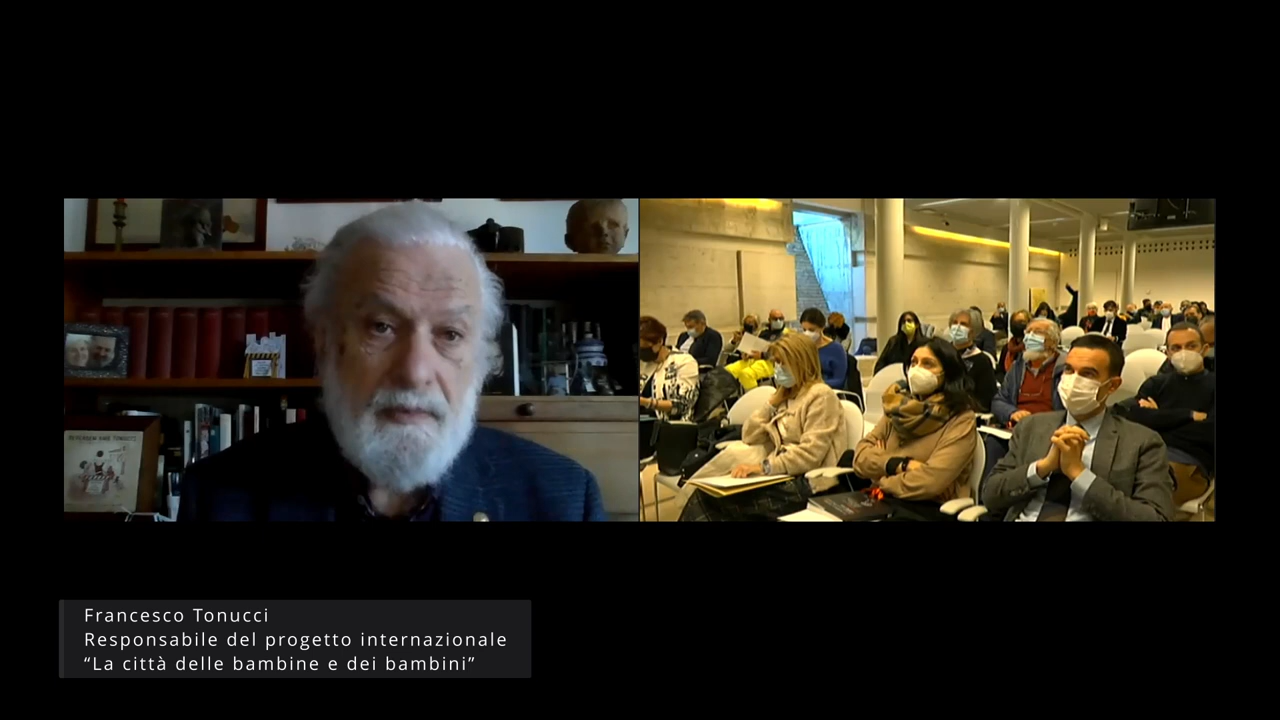 Francesco Tonucci
Responsabile del progetto internazionale
“La città delle bambine e dei bambini”